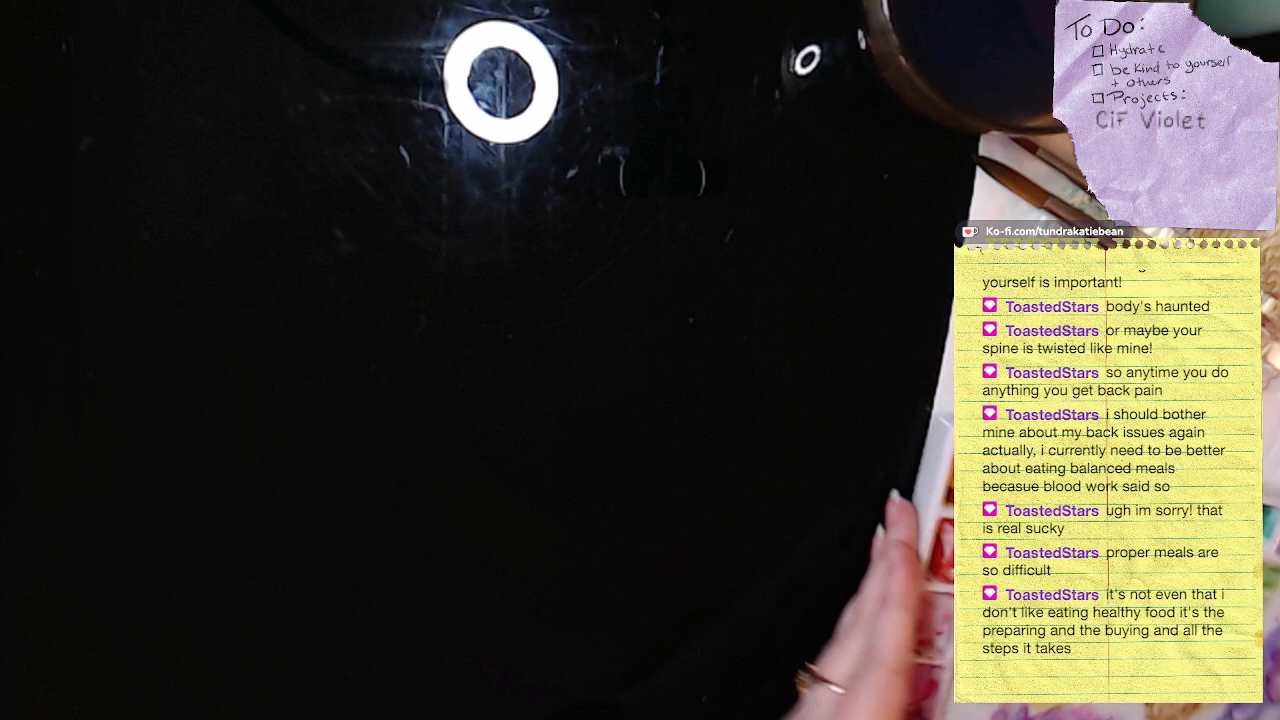 To Do:
Hydrate
be Kind to yourself
+ others
Projects:
Cif Violet
Ko-fi.com/tundrakatiebean
yourself is important!
ToastedStars body's haunted
ToastedStars or maybe your
spine is twisted like mine!
ToastedStars so anytime you do
anything you get back pain
ToastedStars i should bother
mine about my back issues again
actually, i currently need to be better
about eating balanced meals
becasue blood work said so
ToastedStars ugh im sorry! that
is real sucky
ToastedStars proper meals are
so difficult
ToastedStars it's not even that i
don't like eating healthy food it's the
preparing and the buying and all the
steps it takes